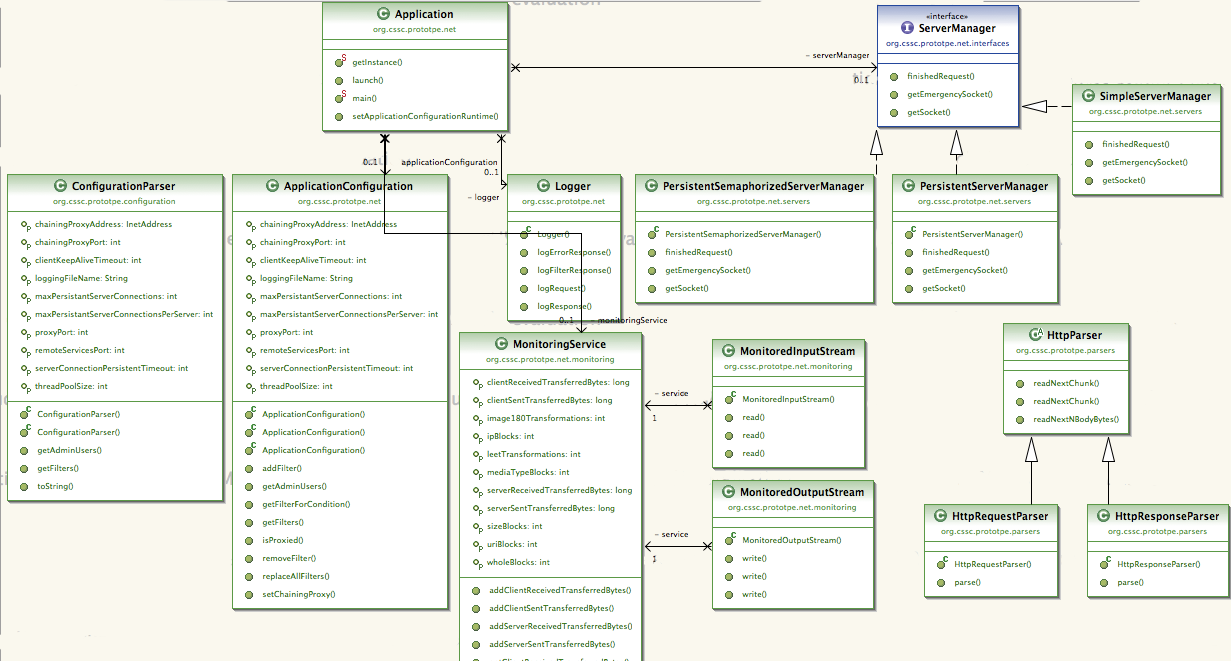 Application
org.cssc.prototpe.net
getInstance()
launch()
main()
setApplicationConfigurationRuntime()
«interface»
ServerManager
org.cssc.prototpe.net.interfaces
finishedRequest()
getEmergencySocket()
getSocket()
– serverManager
0..1
SimpleServerManager
org.cssc.prototpe.net.servers
finishedRequest()
getEmergencySocket()
getSocket()
0..1
applicationConfiguration
0..1
– logger
ConfigurationParser
org.cssc.prototpe.configuration
chainingProxyAddress: InetAddress
chainingProxyPort: int
clientKeepAliveTimeout: int
loggingFileName: String
maxPersistantServerConnections: int
maxPersistantServerConnectionsPerServer: int
proxyPort: int
remoteServicesPort: int
serverConnectionPersistentTimeout: int
threadPoolSize: int
ConfigurationParser()
ConfigurationParser()
getAdminUsers()
getFilters()
toString()
ApplicationConfiguration
org.cssc.prototpe.net
chainingProxyAddress: InetAddress
chainingProxyPort: int
clientKeepAliveTimeout: int
loggingFileName: String
maxPersistantServerConnections: int
maxPersistantServerConnectionsPerServer: int
proxyPort: int
remoteServicesPort: int
serverConnectionPersistentTimeout: int
threadPoolSize: int
ApplicationConfiguration()
ApplicationConfiguration()
ApplicationConfiguration()
addFilter()
getAdminUsers()
getFilterForCondition()
getFilters()
isProxied()
removeFilter()
replaceAllFilters()
setChainingProxy()
Logger
org.cssc.prototpe.net
Logger()
logErrorResponse()
logFilterResponse()
logRequest()
logResponse()
0..1
– monitoringService
PersistentSemaphorizedServerManager
org.cssc.prototpe.net.servers
PersistentSemaphorizedServerManager()
finishedRequest()
getEmergencySocket()
getSocket()
PersistentServerManager
org.cssc.prototpe.net.servers
PersistentServerManager()
finishedRequest()
getEmergencySocket()
getSocket()
MonitoringService
org.cssc.prototpe.net.monitoring
clientReceivedTransferredBytes: long
clientSentTransferredBytes: long
image180Transformations: int
ipBlocks: int
leetTransformations: int
mediaTypeBlocks: int
serverReceivedTransferredBytes: long
serverSentTransferredBytes: long
sizeBlocks: int
uriBlocks: int
wholeBlocks: int
addClientReceivedTransferredBytes()
addClientSentTransferredBytes()
addServerReceivedTransferredBytes()
addServerSentTransferredBytes()
– service
1
MonitoredInputStream
org.cssc.prototpe.net.monitoring
MonitoredInputStream()
read()
read()
read()
– service
1
MonitoredOutputStream
org.cssc.prototpe.net.monitoring
MonitoredOutputStream()
write()
write()
write()
HttpParser
org.cssc.prototpe.parsers
readNextChunk()
readNextChunk()
readNextNBodyBytes()
HttpRequestParser
org.cssc.prototpe.parsers
HttpRequestParser()
parse()
HttpResponseParser
org.cssc.prototpe.parsers
HttpResponseParser()
parse()